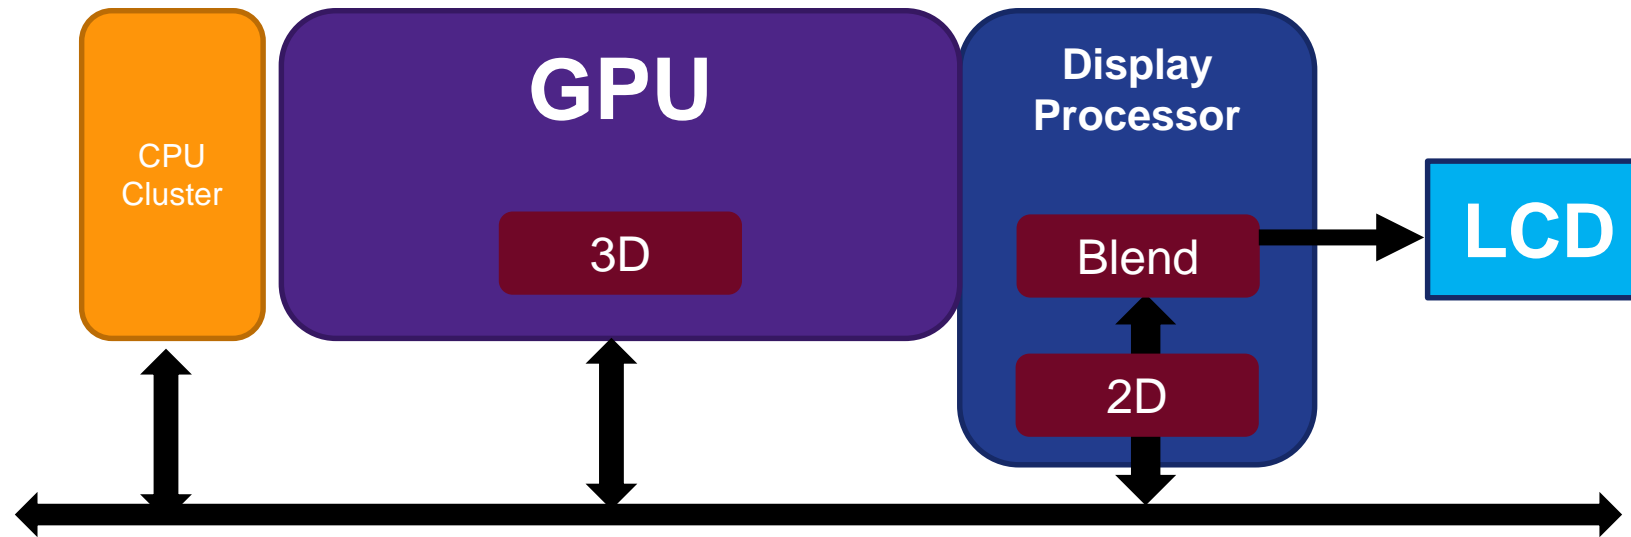 CPU
Cluster
GPU
3D
Display
Processor
Blend
2D
LCD